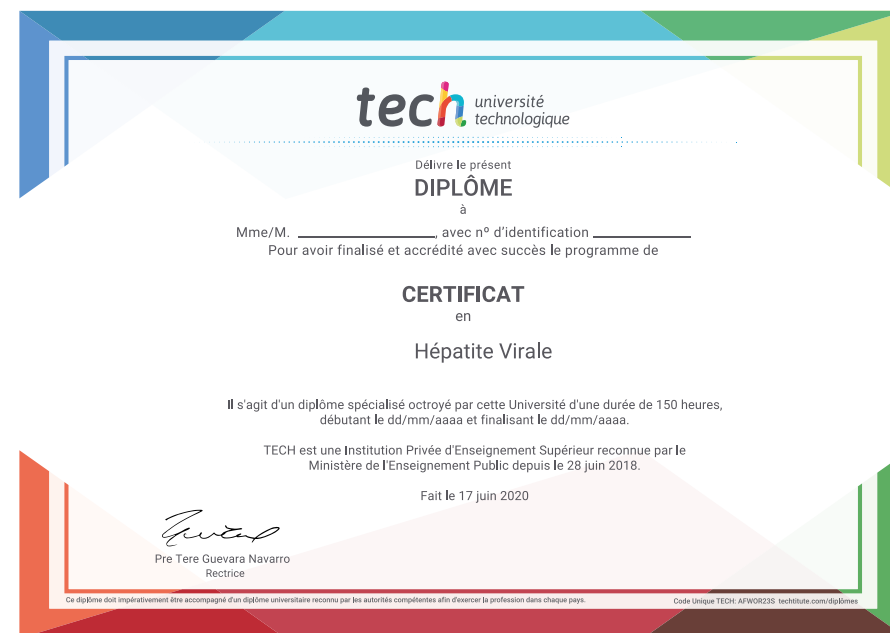 tech université
technologique
Délivre le présent
DIPLÔME
à
Mme/M. ____________, avec nº d'identification ____________
Pour avoir finalisé et accrédité avec succès le programme de
CERTIFICAT
en
Hépatite Virale
Il s'agit d'un diplôme spécialisé octroyé par cette Université d'une durée de 150 heures,
débutant le dd/mm/aaaa et finalisant le dd/mm/aaaa.
TECH est une Institution Privée d'Enseignement Supérieur reconnue par le
Ministère de l'Enseignement Public depuis le 28 juin 2018.
Fait le 17 juin 2020
Pre Tere Guevara Navarro
Rectrice
Ce diplôme doit impérativement être accompagné d'un diplôme universitaire reconnu par les autorités compétentes afin d'exercer la profession dans chaque pays.
Code Unique TECH: AFWOR23S techtitute.com/diplômes